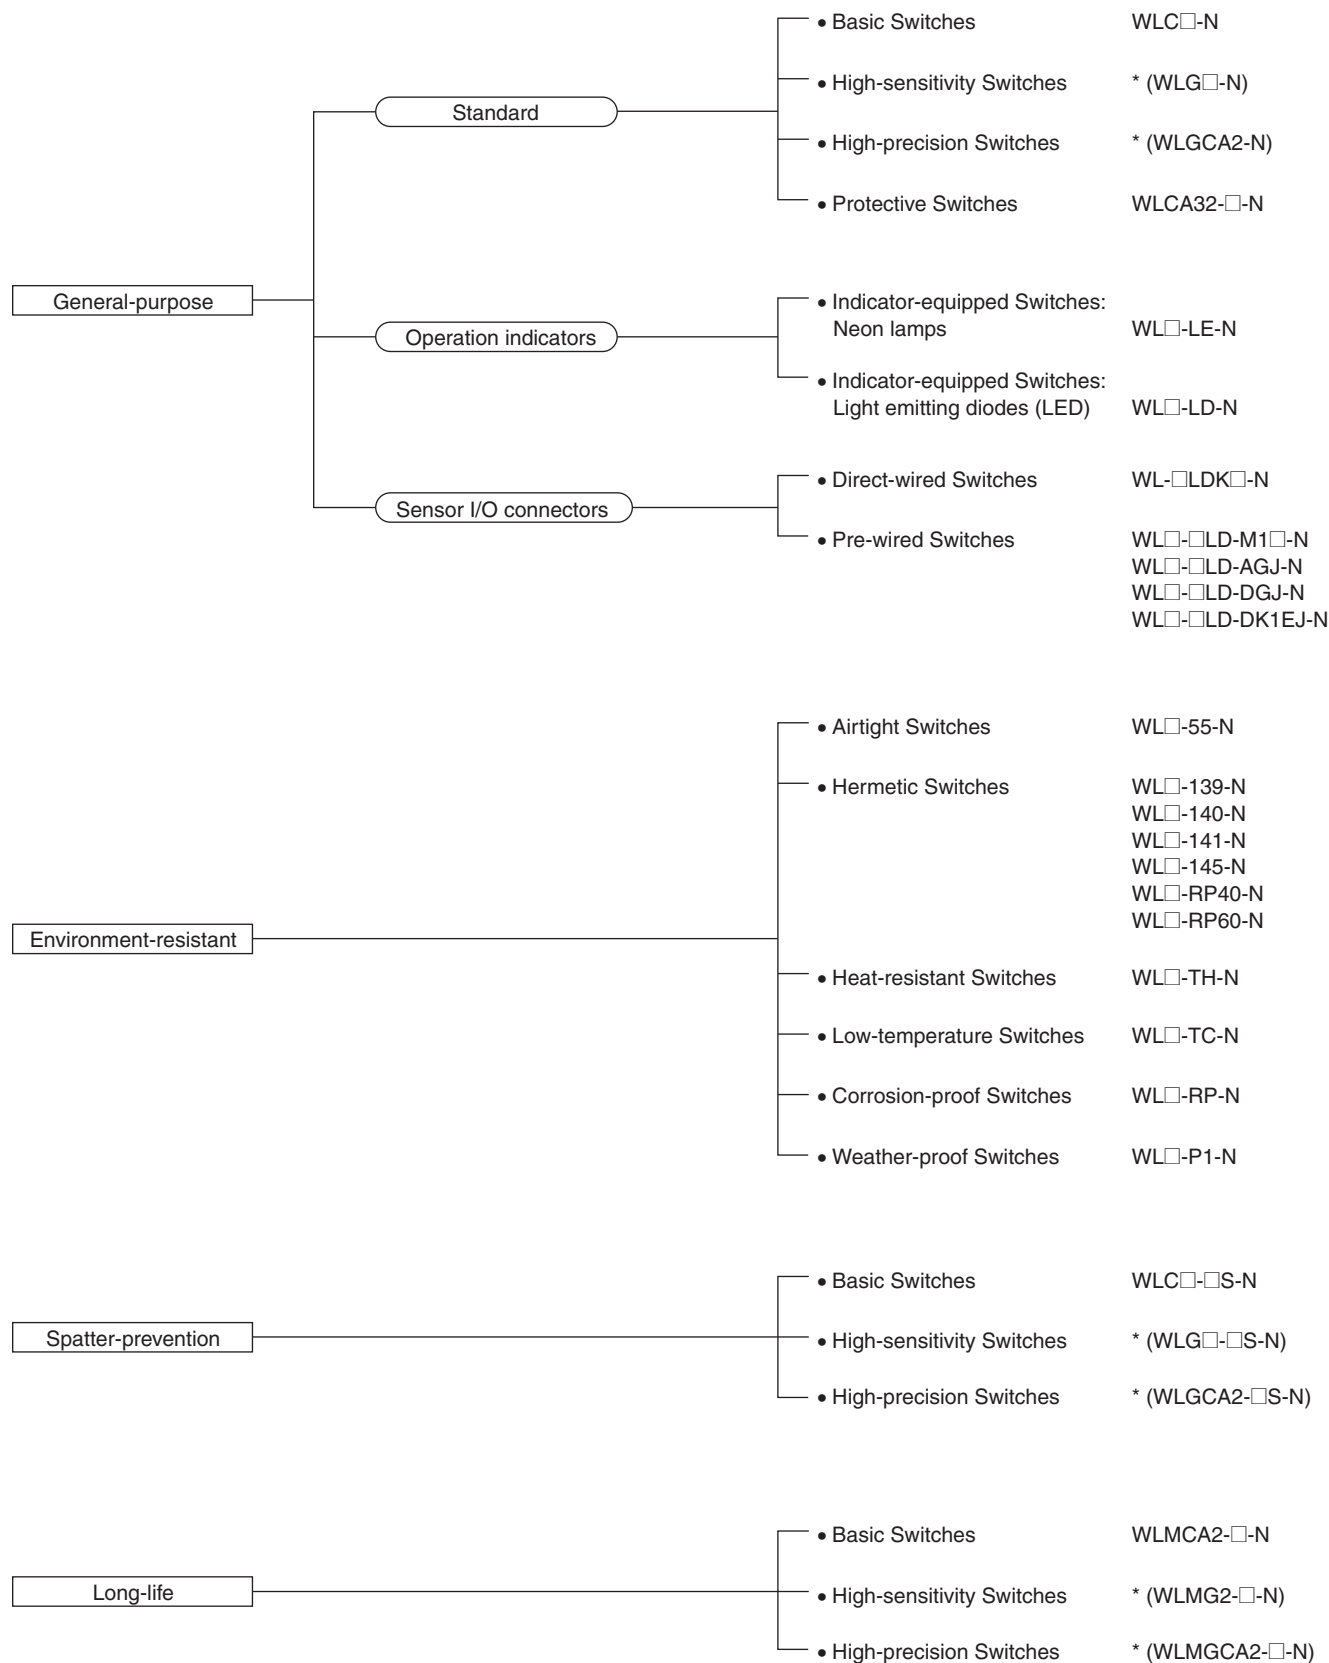 • Basic Switches WLC□-N
• High-sensitivity Switches * (WLG□-N)
Standard
• High-precision Switches * (WLGCA2-N)
• Protective Switches WLCA32-□-N
General-purpose
• Indicator-equipped Switches:
Neon lamps WL□-LE-N
Operation indicators
• Indicator-equipped Switches:
Light emitting diodes (LED) WL□-LD-N
• Direct-wired Switches WL-□LDK□-N
Sensor I/O connectors
• Pre-wired Switches WL□-□LD-M1□-N
WL□-□LD-AGJ-N
WL□-□LD-DGJ-N
WL□-□LD-DK1EJ-N
• Airtight Switches WL□-55-N
• Hermetic Switches WL□-139-N
WL□-140-N
WL□-141-N
WL□-145-N
WL□-RP40-N
WL□-RP60-N
Environment-resistant
• Heat-resistant Switches WL□-TH-N
• Low-temperature Switches WL□-TC-N
• Corrosion-proof Switches WL□-RP-N
• Weather-proof Switches WL□-P1-N
• Basic Switches WLC□-□S-N
Spatter-prevention
• High-sensitivity Switches * (WLG□-□S-N)
• High-precision Switches * (WLGCA2-□S-N)
• Basic Switches WLMCA2-□-N
Long-life
• High-sensitivity Switches * (WLMG2-□-N)
• High-precision Switches * (WLMGCA2-□-N)